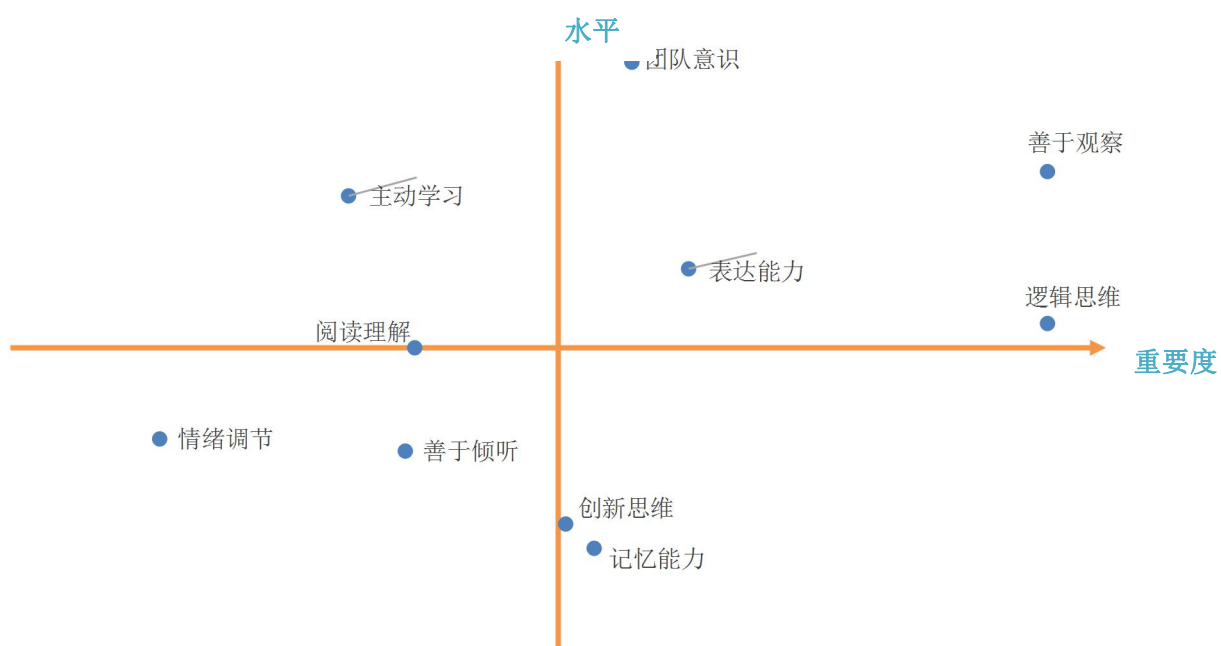 水平
团队意识
善于观察
主动学习
表达能力
逻辑思维
阅读理解
重要度
情绪调节
善于倾听
创新思维
记忆能力